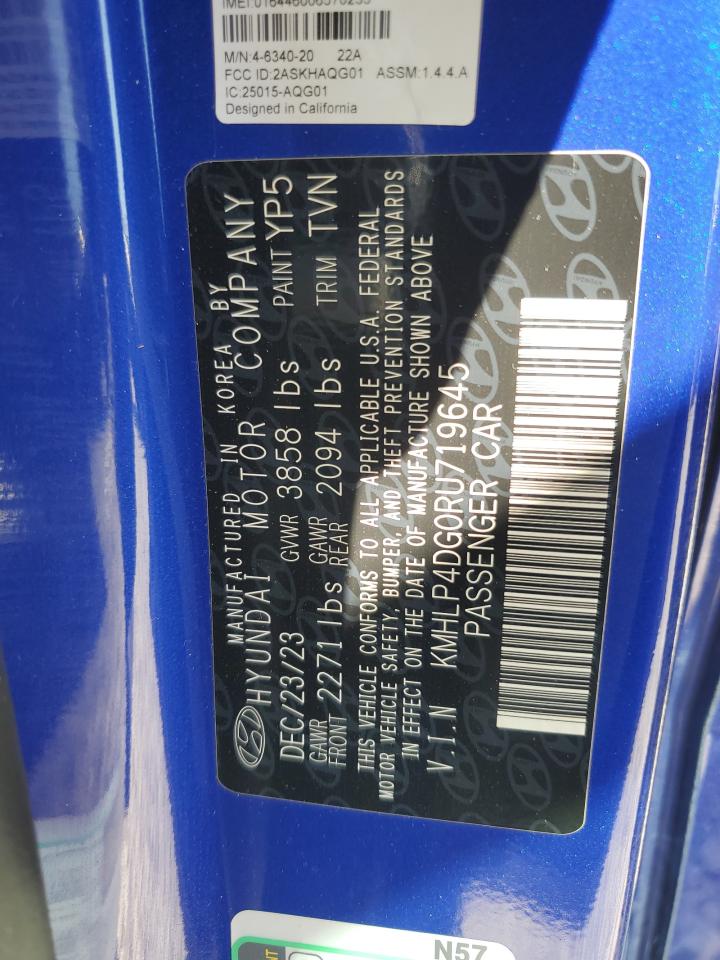 M/N:4-6340-20 22A
FCC ID:2ASKHAQG01 ASSM:1.4.4.A
IC:25015-AQG01
Designed in California
MANUFACTURED IN KOREA BY
HYUNDAI MOTOR COMPANY
DEC/23/23 GVWR 3858 lbs PAINT YP5
GAWR FRONT 2271 lbs GAWR REAR 2094 lbs TRIM TVN
THIS VEHICLE CONFORMS TO ALL APPLICABLE U.S.A. FEDERAL
MOTOR VEHICLE SAFETY, BUMPER, AND THEFT PREVENTION STANDARDS
IN EFFECT ON THE DATE OF MANUFACTURE SHOWN ABOVE
V.I.N KMHLP4DG0RU719645
PASSENGER CAR
N57